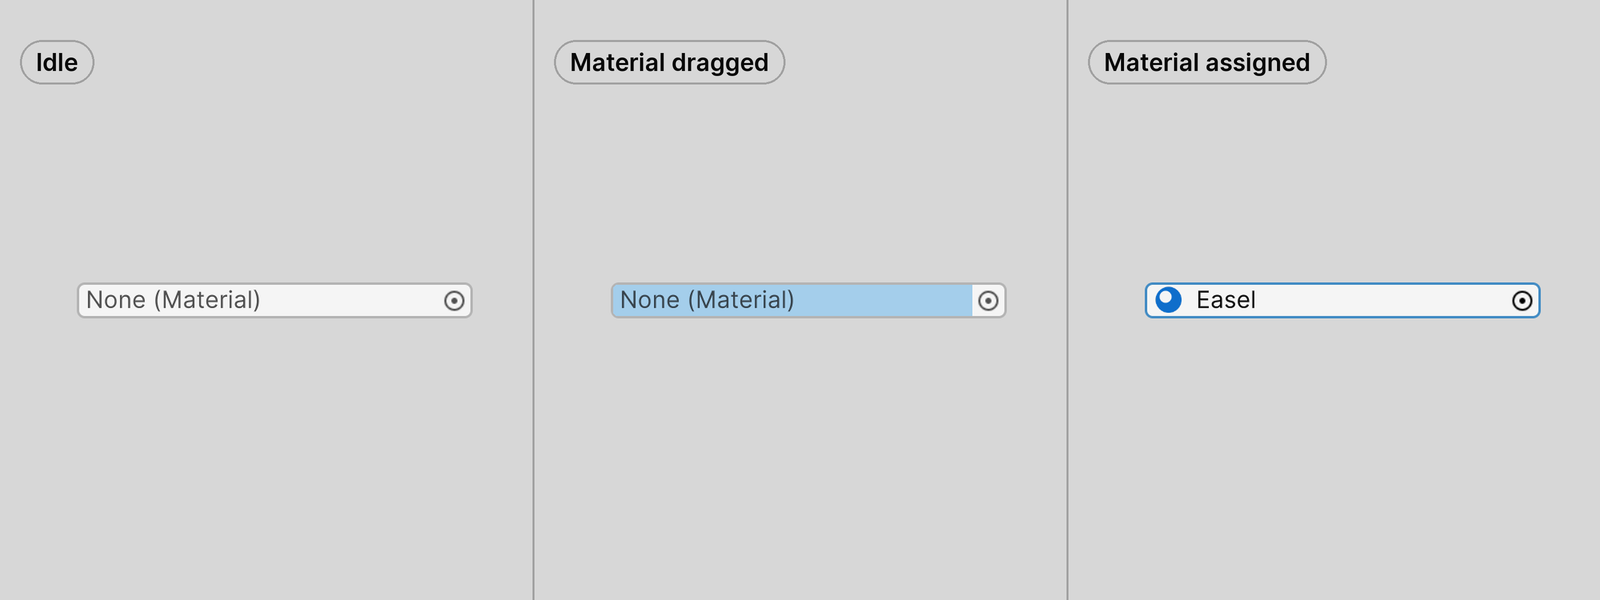 Idle
Material dragged
Material assigned
None (Material)
None (Material)
Easel